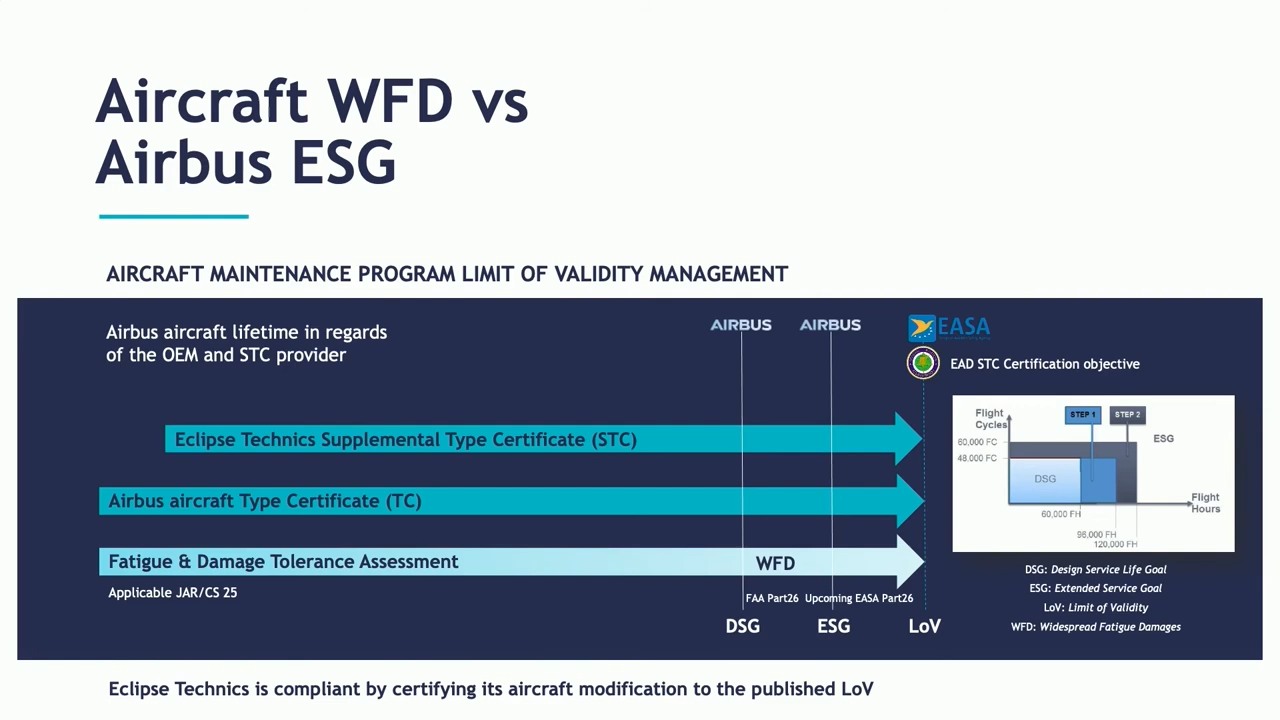 Aircraft WFD vs
Airbus ESG
AIRCRAFT MAINTENANCE PROGRAM LIMIT OF VALIDITY MANAGEMENT
Airbus aircraft lifetime in regards
of the OEM and STC provider
AIRBUS
AIRBUS
EASA
EAD STC Certification objective
Eclipse Technics Supplemental Type Certificate (STC)
Airbus aircraft Type Certificate (TC)
Fatigue & Damage Tolerance Assessment
WFD
Applicable JAR/CS 25
FAA Part26
Upcoming EASA Part26
DSG
ESG
LoV
Flight
Cycles
STEP 1
STEP 2
ESG
60,000 FC
48,000 FC
DSG
Flight
Hours
60,000 FH
96,000 FH
120,000 FH
DSG: Design Service Life Goal
ESG: Extended Service Goal
LoV: Limit of Validity
WFD: Widespread Fatigue Damages
Eclipse Technics is compliant by certifying its aircraft modification to the published LoV